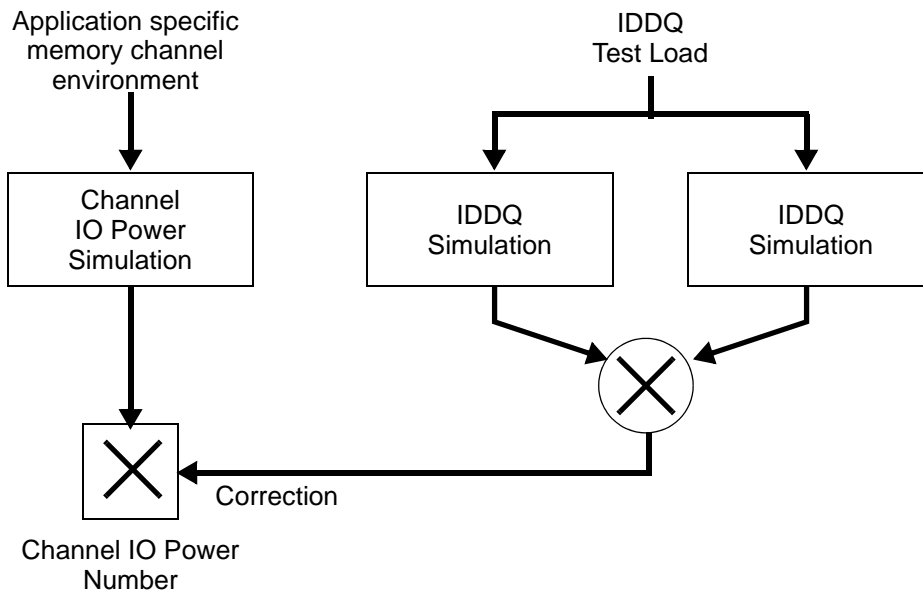 Application specific
memory channel
environment
IDDQ
Test Load
Channel
IO Power
Simulation
IDDQ
Simulation
IDDQ
Simulation
Correction
Channel IO Power
Number